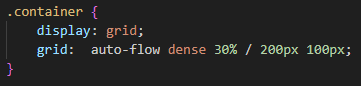 .container {
    display: grid;
    grid:  auto-flow dense 30% / 200px 100px;
}